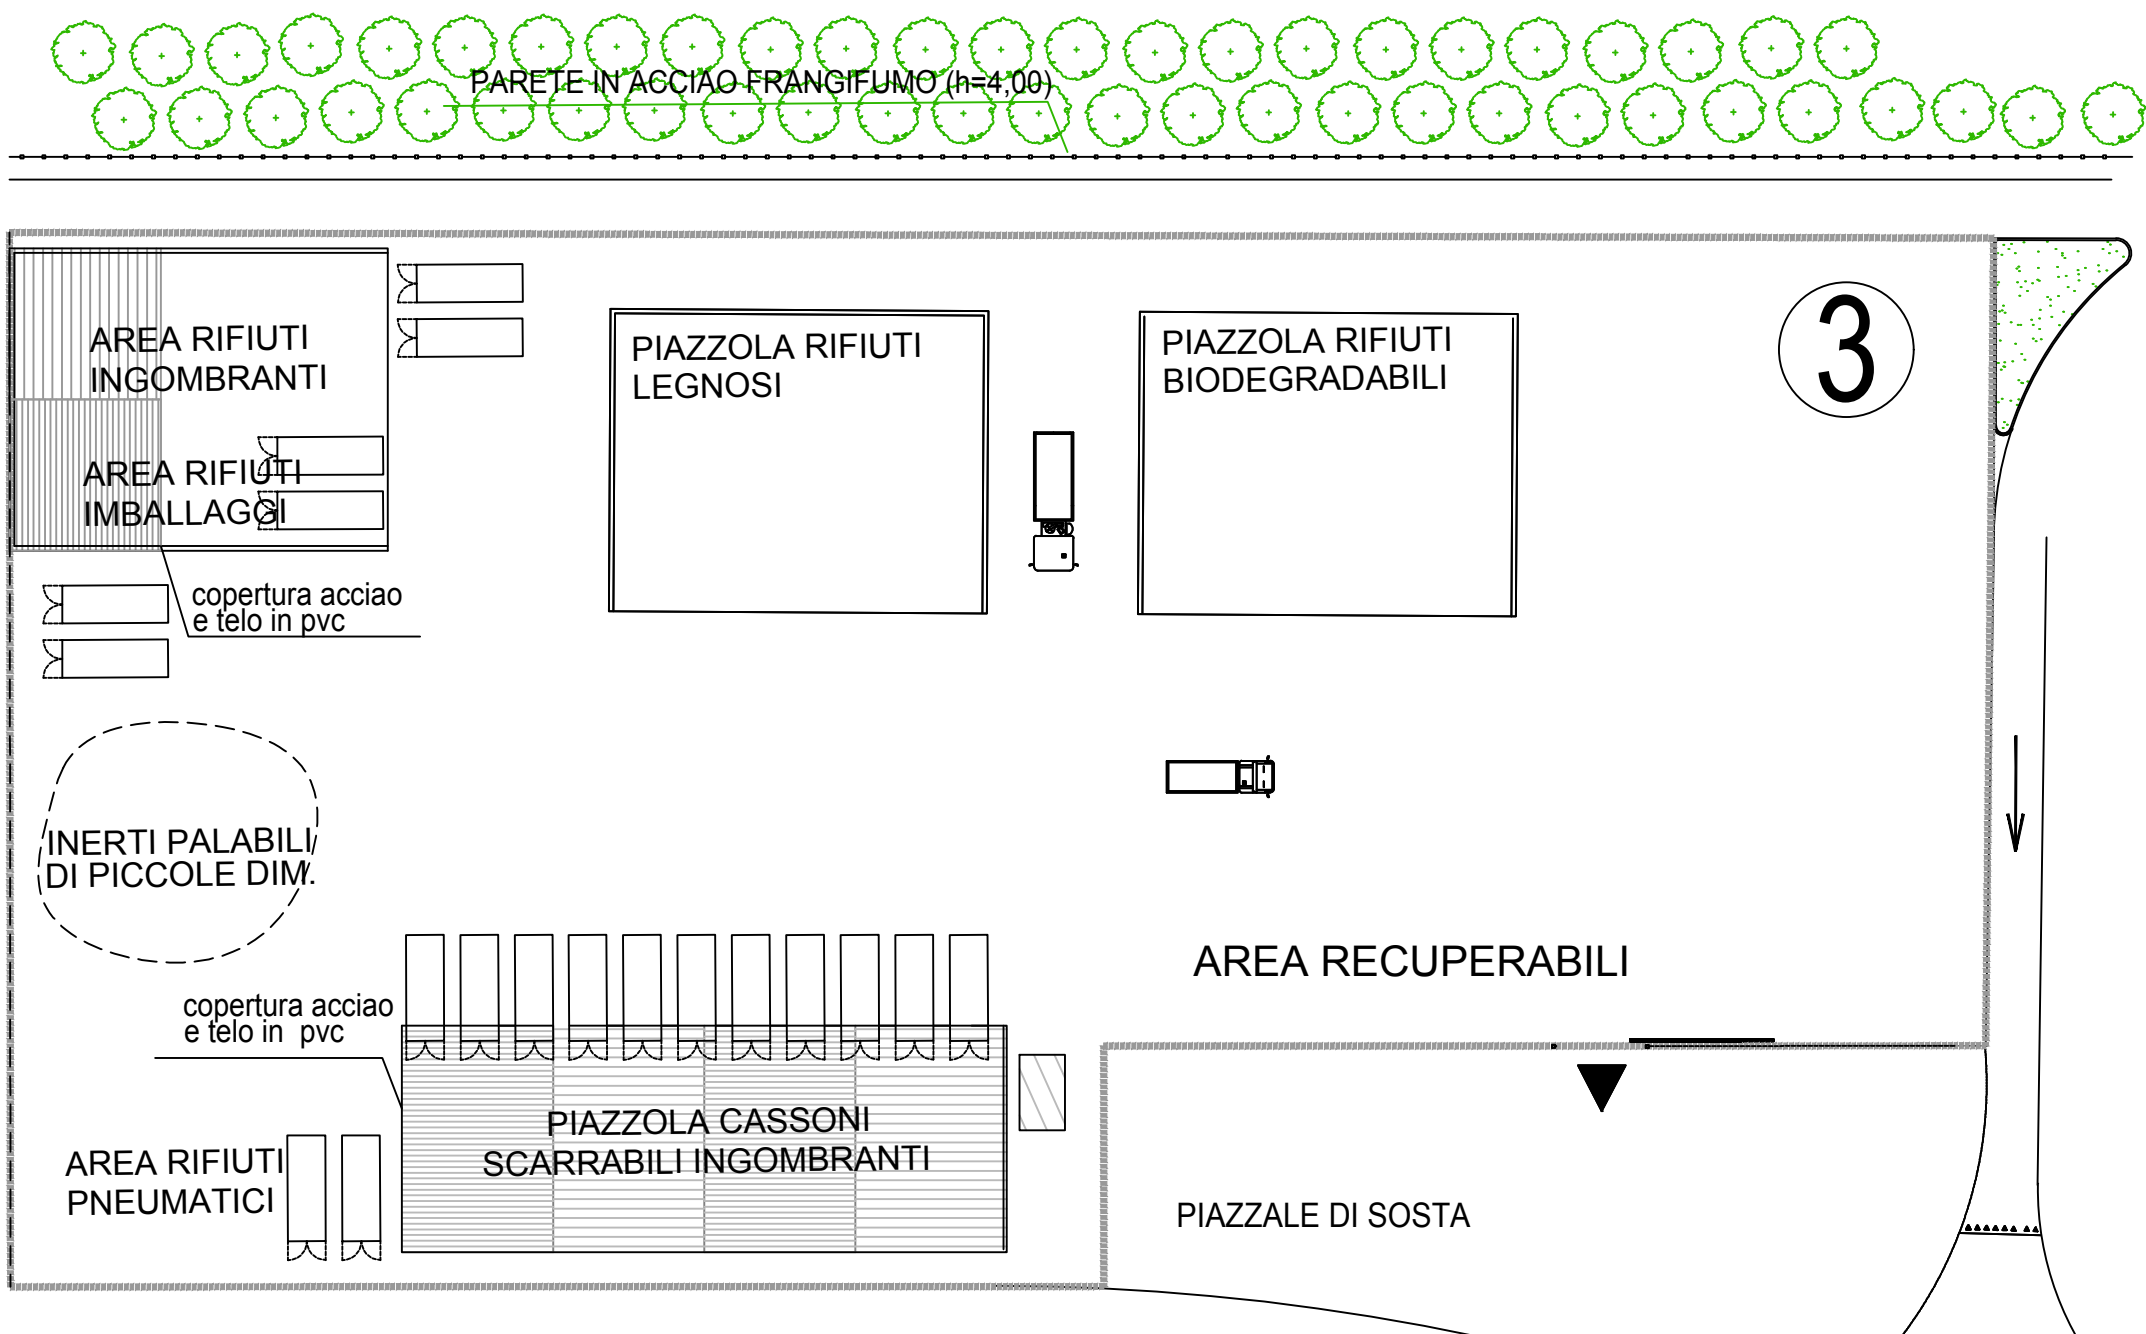 PARETE IN ACCIAO FRANGIFUMO (h=4,00)
AREA RIFIUTI
INGOMBRANTI
PIAZZOLA RIFIUTI
LEGNOSI
PIAZZOLA RIFIUTI
BIODEGRADABILI
3
AREA RIFIUTI
IMBALLAGGI
copertura acciao
e telo in pvc
INERTI PALABILI
DI PICCOLE DIM.
AREA RECUPERABILI
copertura acciao
e telo in pvc
PIAZZOLA CASSONI
SCARRABILI INGOMBRANTI
AREA RIFIUTI
PNEUMATICI
PIAZZALE DI SOSTA